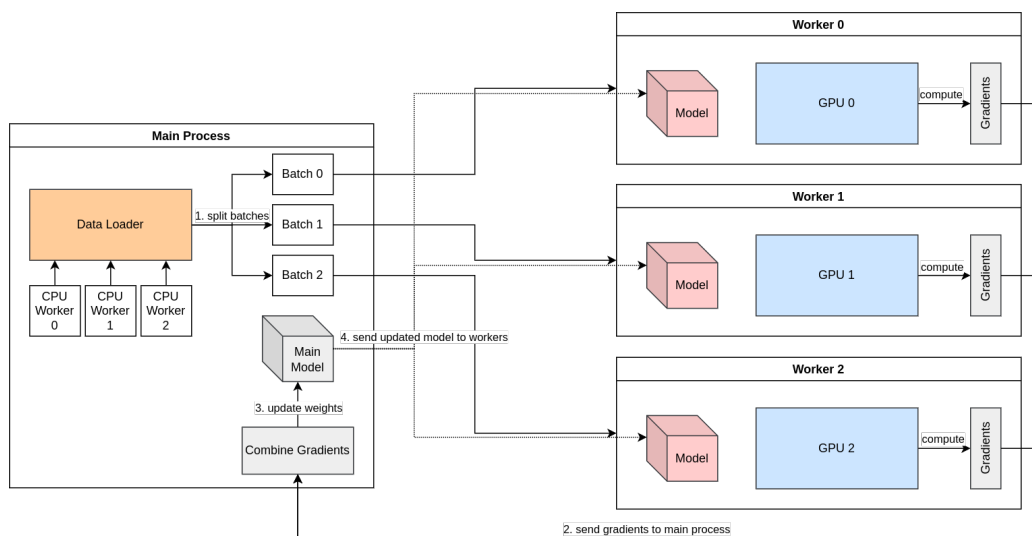 Main Process
Data Loader
CPU
Worker
0
CPU
Worker
1
CPU
Worker
2
1. split batches
Batch 0
Batch 1
Batch 2
Main
Model
4. send updated model to workers
3. update weights
Combine Gradients
Worker 0
Model
GPU 0
compute
Gradients
Worker 1
Model
GPU 1
compute
Gradients
Worker 2
Model
GPU 2
compute
Gradients
2. send gradients to main process